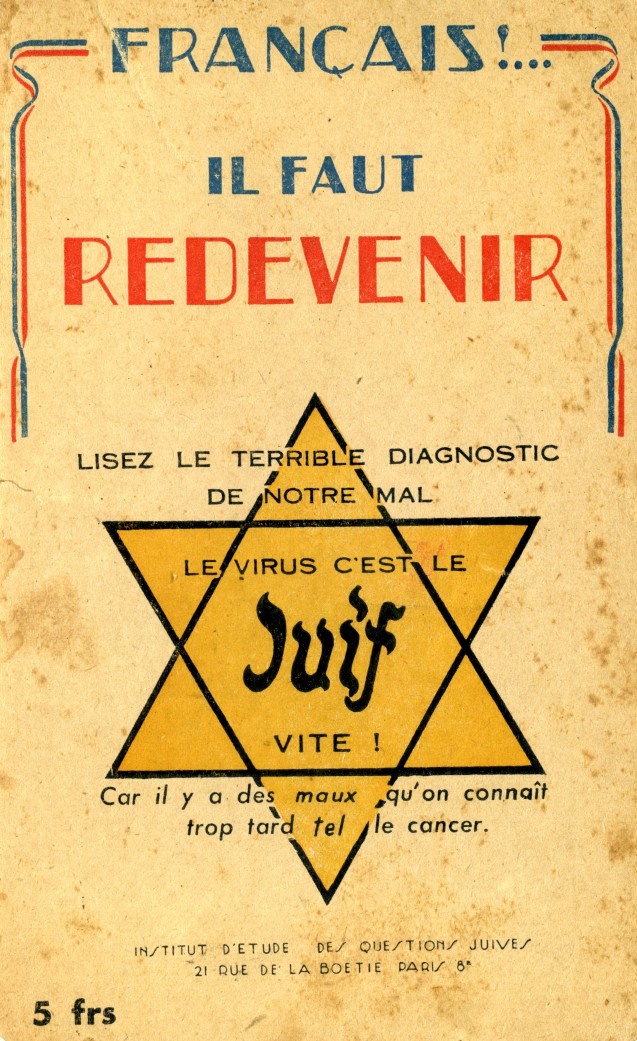 FRANÇAIS !....
IL FAUT
REDEVENIR
LISEZ LE TERRIBLE DIAGNOSTIC
DE NOTRE MAL
LE VIRUS C'EST LE
Juif
VITE !
Car il y a des maux qu'on connaît
trop tard tel le cancer.
INSTITUT D'ETUDE DES QUESTIONS JUIVES
21 RUE DE LA BOETIE PARIS 8e
5 frs